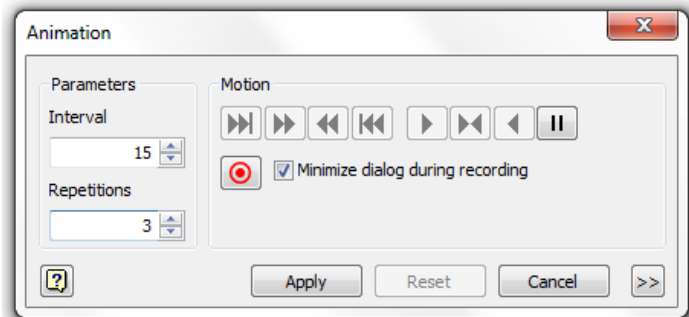 Animation
Parameters
Motion
Interval
15
Minimize dialog during recording
Repetitions
3
Apply
Reset
Cancel
>>